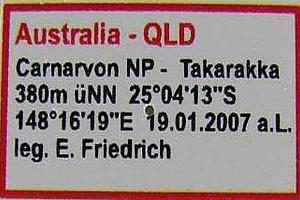 Australia - QLD
Carnarvon NP - Takarakka
380m üNN 25°04'13"S
148°16'19"E 19.01.2007 a.L.
leg. E. Friedrich